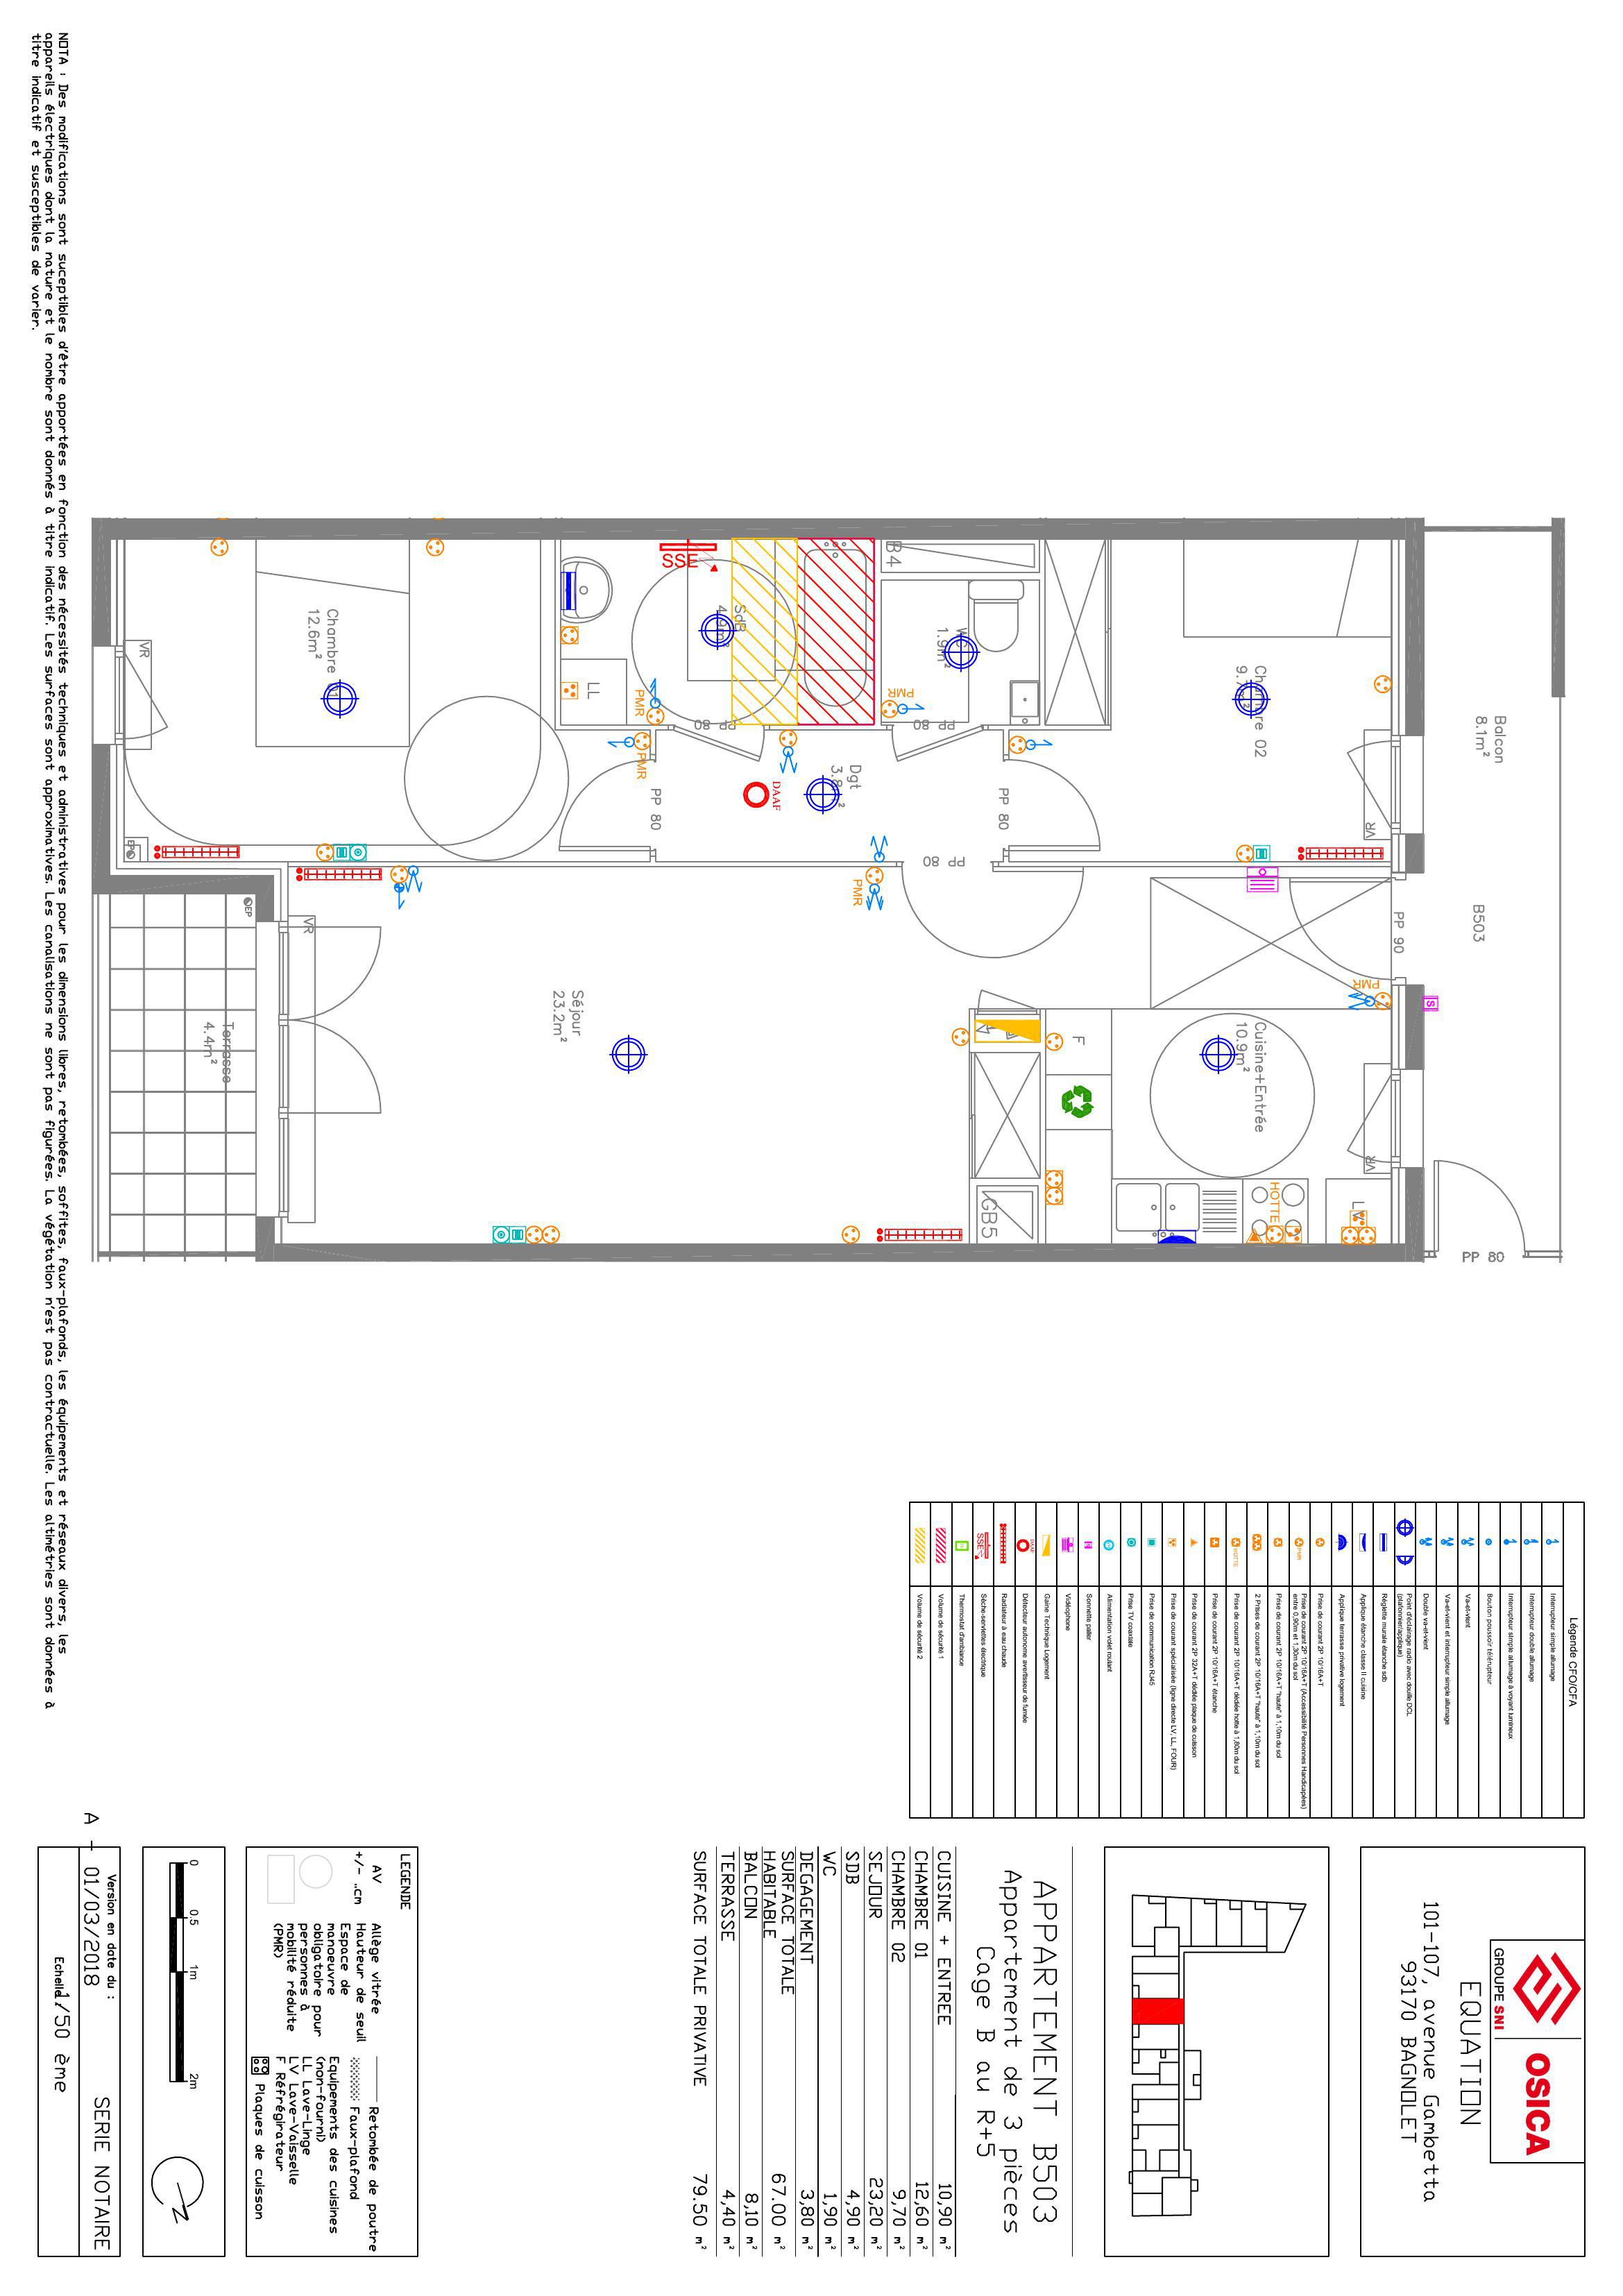 GROUPE SNI
OSICA
EQUATION
101-107, avenue Gambetta
93170 BAGNOLET
APPARTEMENT B503
Appartement de 3 pièces
Cage B au R+5
CUISINE + ENTREE 10,90 m²
CHAMBRE 01 12,60 m²
CHAMBRE 02 9,70 m²
SEJOUR 23,20 m²
SDB 4,90 m²
WC 1,90 m²
DEGAGEMENT 3,80 m²
SURFACE TOTALE
HABITABLE 67.00 m²
BALCON 8,10 m²
TERRASSE 4,40 m²
SURFACE TOTALE PRIVATIVE 79.50 m²
LEGENDE
AV Allège vitrée
+/- ..cm Hauteur de seuil
Espace de
manoeuvre
obligatoire pour
personnes à
mobilité réduite
(PMR)
Retombée de poutre
Faux-plafond
Equipements des cuisines
(non-fourni)
LL Lave-Linge
LV Lave-Vaisselle
F Réfrigérateur
Plaques de cuisson
0 0.5 1m 2m
N
A -
Version en date du :
01/03/2018
SERIE NOTAIRE
Echelle 1/50 ème
Légende CFO/CFA
Interrupteur simple allumage
Interrupteur double allumage
Interrupteur simple allumage à voyant lumineux
Bouton poussoir télérupteur
Va-et-vient
Va-et-vient et interrupteur simple allumage
Double va-et-vient
Point d'éclairage radio avec douille DCL
(plafonnier/applique)
Réglette murale étanche sdb
Applique étanche classe II cuisine
Applique terrasse privative logement
Prise de courant 2P 10/16A+T
PMR
Prise de courant 2P 10/16A+T (Accessibilité Personnes Handicapées)
entre 0,90m et 1,30m du sol
Prise de courant 2P 10/16A+T "haute" à 1,10m du sol
2 Prises de courant 2P 10/16A+T "haute" à 1,10m du sol
HOTTE
Prise de courant 2P 10/16A+T dédiée hotte à 1,80m du sol
Prise de courant 2P 10/16A+T étanche
Prise de courant 2P 32A+T dédiée plaque de cuisson
Prise de courant spécialisée (ligne directe LV, LL, FOUR)
Prise de communication RJ45
Prise TV coaxiale
Alimentation volet roulant
Sonnette palier
Vidéophone
Gaine Technique Logement
DAAF
Détecteur autonome avertisseur de fumée
Radiateur à eau chaude
SSE
Sèche-serviettes électrique
Thermostat d'ambiance
Volume de sécurité 1
Volume de sécurité 2
Balcon
8.1m²
B503
PP 80
PP 90
S
Chambre 02
VR
PMR
Cuisine+Entrée
10.9m²
VR
HOTTE
LV
F
GB5
B4
PMR
PP 80
PP 80
PP 80
Dgt
DAAF
PMR
SdB
SSE
LL
PMR
PP 80
PMR
PP 80
Séjour
23.2m²
Chambre 01
12.6m²
VR
EP
VR
EP
Terrasse
4.4m²
NOTA : Des modifications sont suceptibles d'être apportées en fonction des nécessités techniques et administratives pour les dimensions libres, retombées, soffites, faux-plafonds, les équipements et réseaux divers, les
appareils électriques dont la nature et le nombre sont donnés à titre indicatif. Les surfaces sont approximatives. Les canalisations ne sont pas figurées. La végétation n'est pas contractuelle. Les altimétries sont données à
titre indicatif et susceptibles de varier.